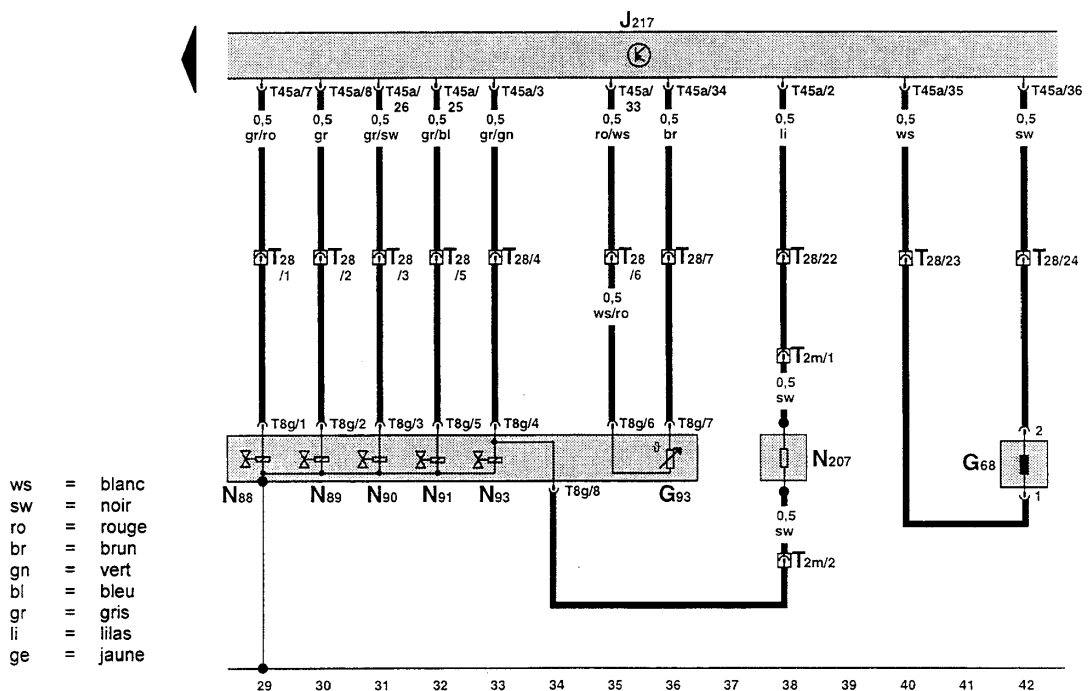 J217
T45a/7 T45a/8 T45a/ T45a/ T45a/3 T45a/ T45a/34 T45a/2 T45a/35 T45a/36
26 25 33
0,5 0,5 0,5 0,5 0,5 0,5 0,5 0,5 0,5 0,5
gr/ro gr gr/sw gr/bl gr/gn ro/ws br li ws sw
T28 T28 T28 T28 T28/4 T28 T28/7 T28/22 T28/23 T28/24
/1 /2 /3 /5 /6
0,5
ws/ro
T2m/1
0,5
sw
T8g/1 T8g/2 T8g/3 T8g/5 T8g/4 T8g/6 T8g/7
2
ϑ
N207
G68
N88 N89 N90 N91 N93 T8g/8 G93
1
0,5
sw
T2m/2
ws = blanc
sw = noir
ro = rouge
br = brun
gn = vert
bl = bleu
gr = gris
li = lilas
ge = jaune
29 30 31 32 33 34 35 36 37 38 39 40 41 42